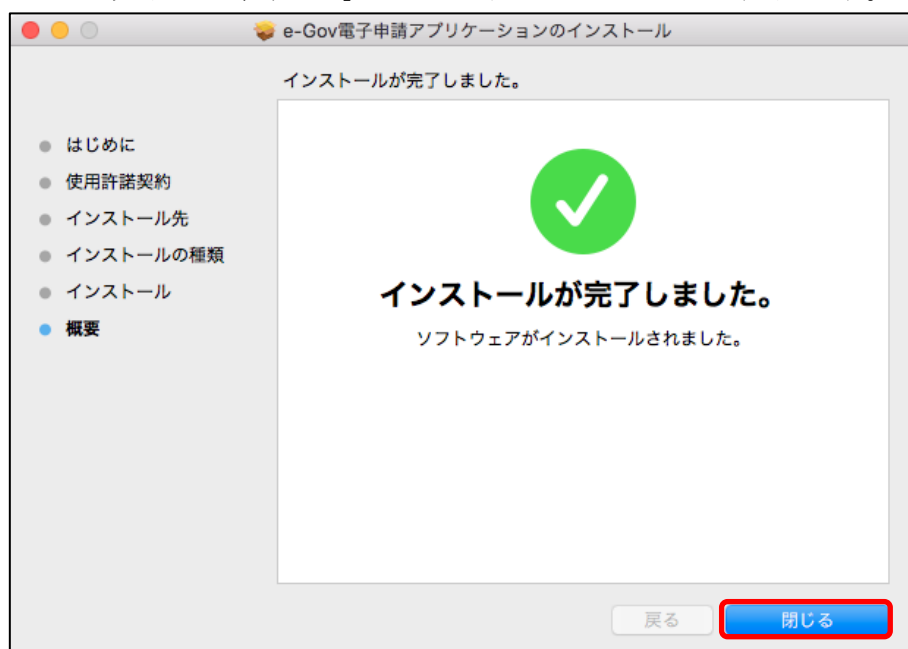 e-Gov電子申請アプリケーションのインストール
インストールが完了しました。
はじめに
使用許諾契約
インストール先
インストールの種類
インストール
概要
インストールが完了しました。
ソフトウェアがインストールされました。
戻る
閉じる